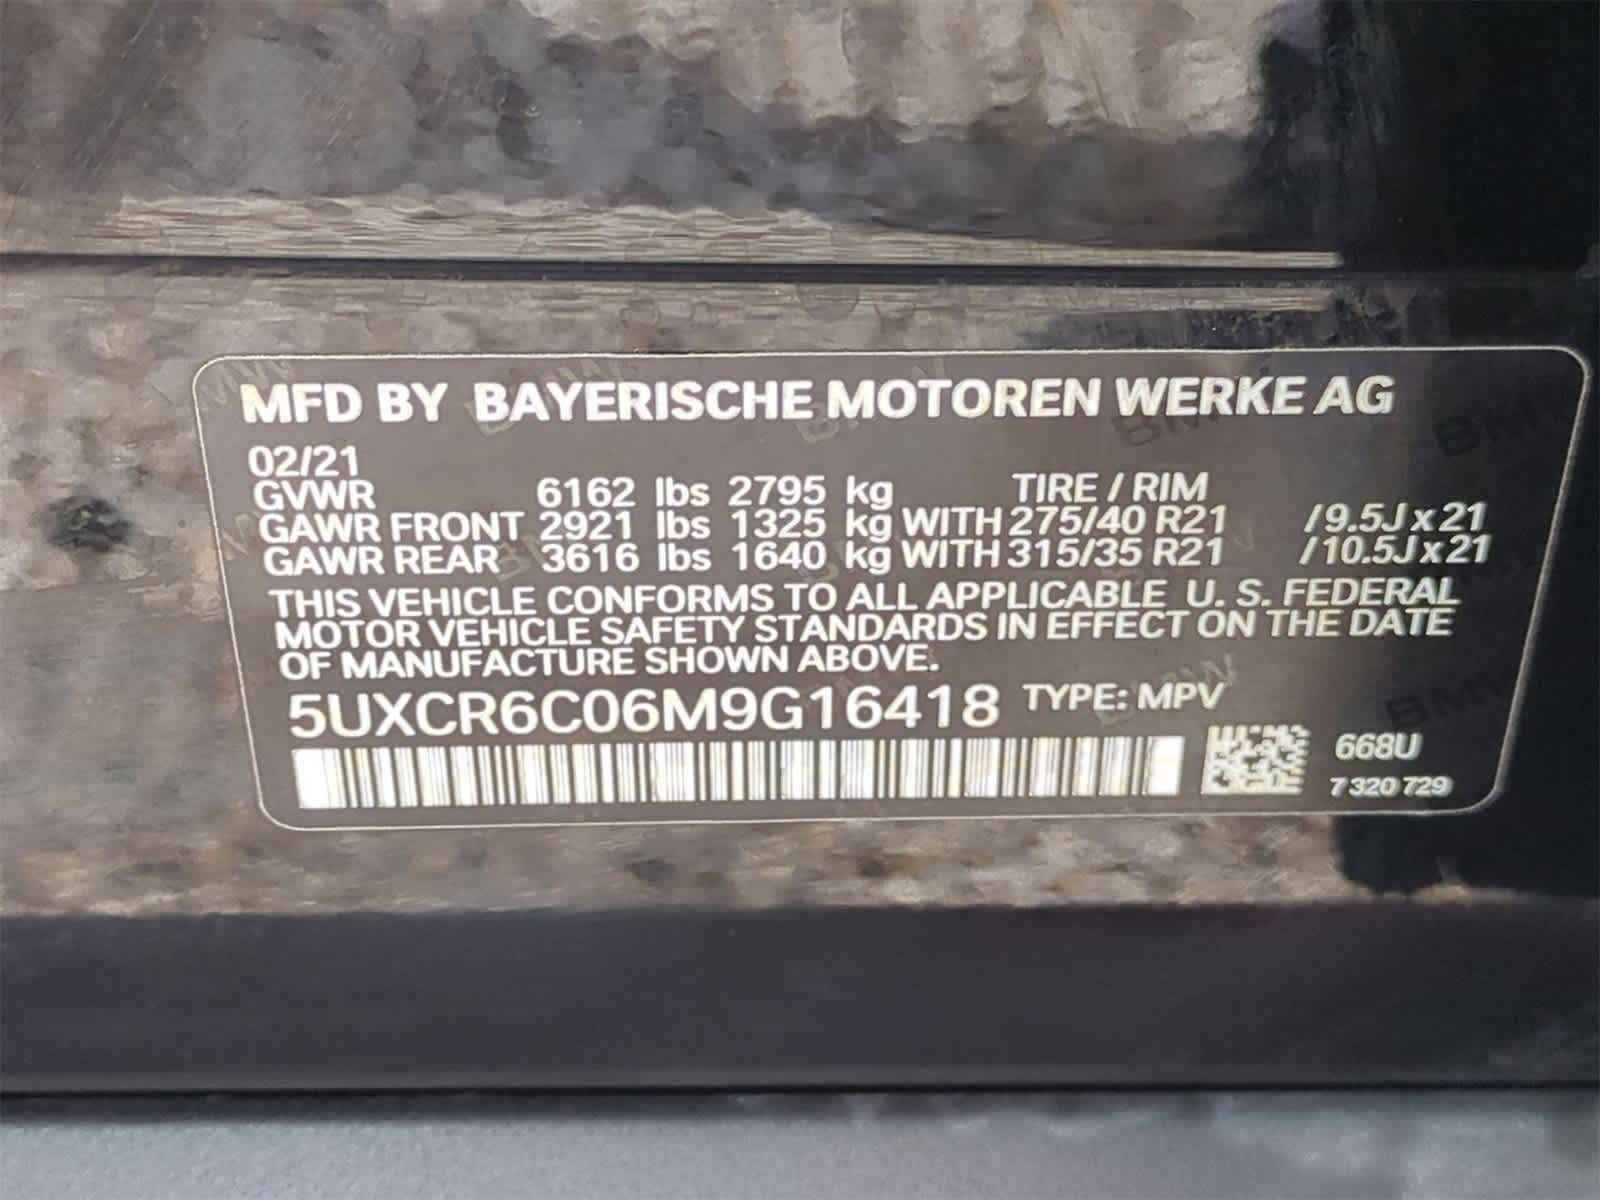 MFD BY BAYERISCHE MOTOREN WERKE AG
02/21
GVWR 6162 lbs 2795 kg TIRE / RIM
GAWR FRONT 2921 lbs 1325 kg WITH 275/40 R21 /9.5J x 21
GAWR REAR 3616 lbs 1640 kg WITH 315/35 R21 /10.5J x 21
THIS VEHICLE CONFORMS TO ALL APPLICABLE U. S. FEDERAL
MOTOR VEHICLE SAFETY STANDARDS IN EFFECT ON THE DATE
OF MANUFACTURE SHOWN ABOVE.
5UXCR6C06M9G16418 TYPE: MPV
668U
7 320 729